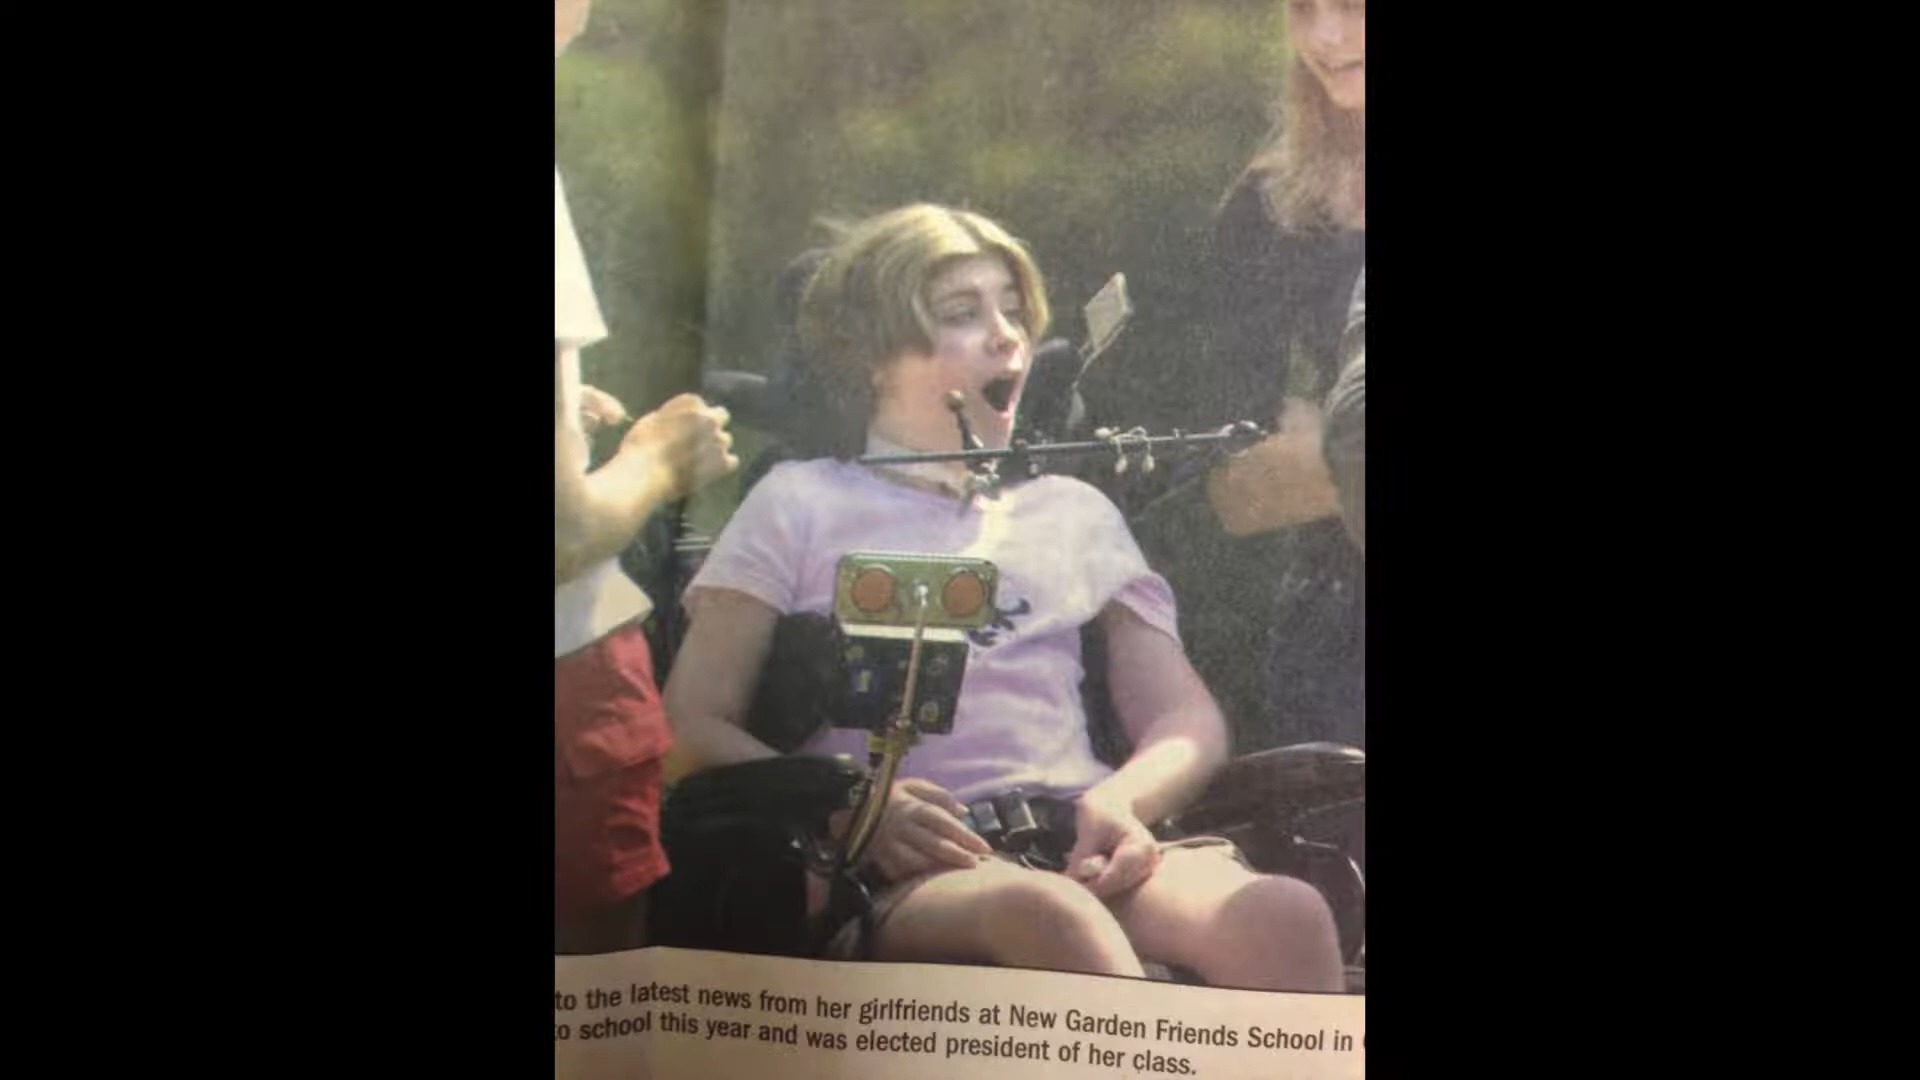 to the latest news from her girlfriends at New Garden Friends School in
to school this year and was elected president of her class.